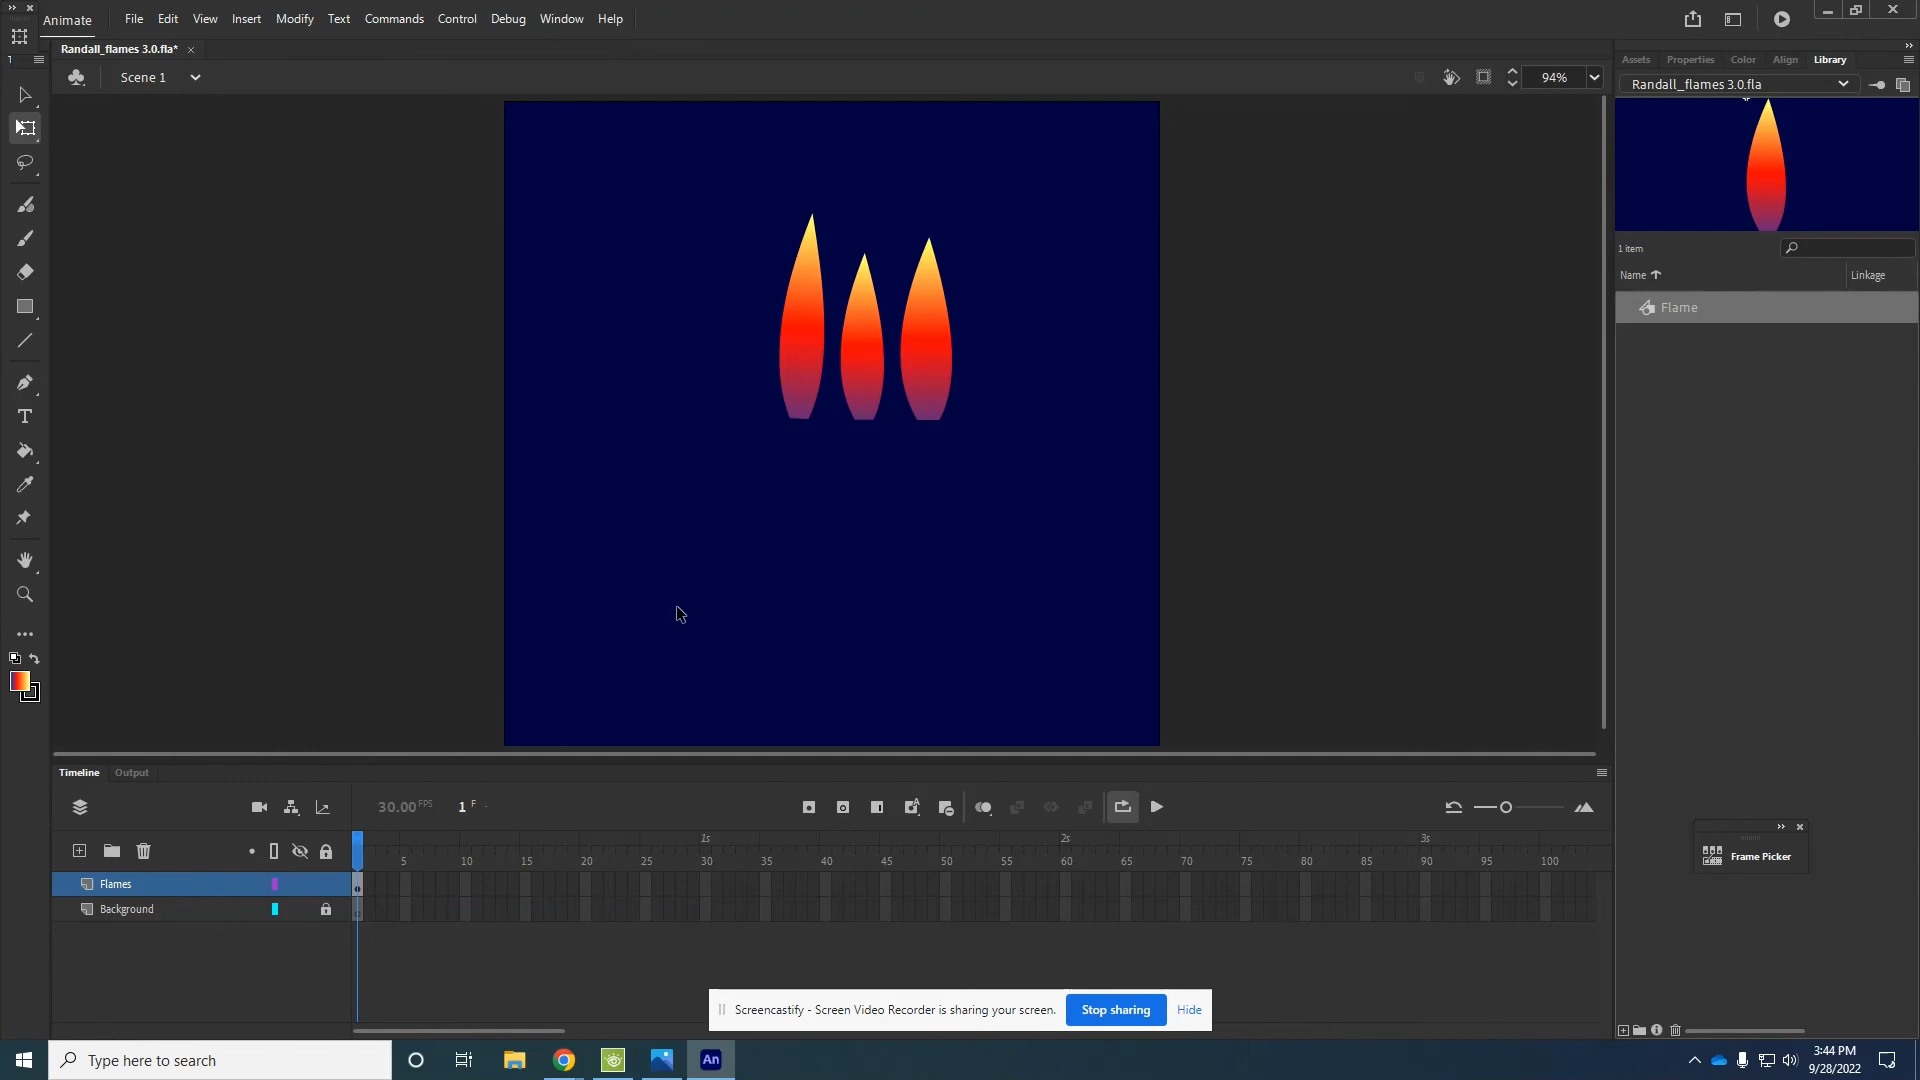 Animate File Edit View Insert Modify Text Commands Control Debug Window Help
Randall_flames 3.0.fla*
Scene 1
94%
Assets Properties Color Align Library
Randall_flames 3.0.fla
1 item
Name Linkage
Flame
Timeline Output
30.00 FPS 1 F
1s 2s 3s
5 10 15 20 25 30 35 40 45 50 55 60 65 70 75 80 85 90 95 100
Flames
Background
Frame Picker
Screencastify - Screen Video Recorder is sharing your screen. Stop sharing Hide
Type here to search
An
3:44 PM
9/28/2022